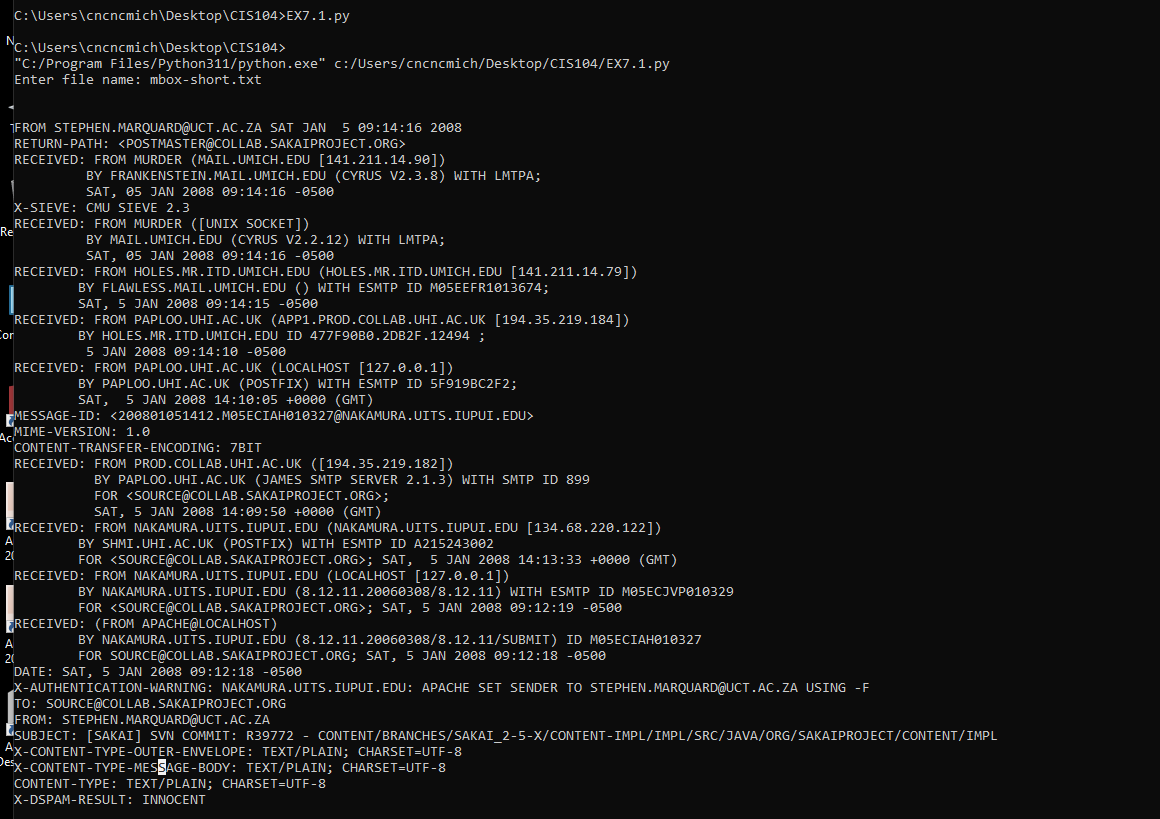 C:\Users\cncncmich\Desktop\CIS104>EX7.1.py
C:\Users\cncncmich\Desktop\CIS104>
"C:/Program Files/Python311/python.exe" c:/Users/cncncmich/Desktop/CIS104/EX7.1.py
Enter file name: mbox-short.txt
FROM STEPHEN.MARQUARD@UCT.AC.ZA SAT JAN  5 09:14:16 2008
RETURN-PATH: <POSTMASTER@COLLAB.SAKAIPROJECT.ORG>
RECEIVED: FROM MURDER (MAIL.UMICH.EDU [141.211.14.90])
         BY FRANKENSTEIN.MAIL.UMICH.EDU (CYRUS V2.3.8) WITH LMTPA;
         SAT, 05 JAN 2008 09:14:16 -0500
X-SIEVE: CMU SIEVE 2.3
RECEIVED: FROM MURDER ([UNIX SOCKET])
         BY MAIL.UMICH.EDU (CYRUS V2.2.12) WITH LMTPA;
         SAT, 05 JAN 2008 09:14:16 -0500
RECEIVED: FROM HOLES.MR.ITD.UMICH.EDU (HOLES.MR.ITD.UMICH.EDU [141.211.14.79])
        BY FLAWLESS.MAIL.UMICH.EDU () WITH ESMTP ID M05EEFR1013674;
        SAT, 5 JAN 2008 09:14:15 -0500
RECEIVED: FROM PAPLOO.UHI.AC.UK (APP1.PROD.COLLAB.UHI.AC.UK [194.35.219.184])
        BY HOLES.MR.ITD.UMICH.EDU ID 477F90B0.2DB2F.12494 ;
         5 JAN 2008 09:14:10 -0500
RECEIVED: FROM PAPLOO.UHI.AC.UK (LOCALHOST [127.0.0.1])
        BY PAPLOO.UHI.AC.UK (POSTFIX) WITH ESMTP ID 5F919BC2F2;
        SAT,  5 JAN 2008 14:10:05 +0000 (GMT)
MESSAGE-ID: <200801051412.M05ECIAH010327@NAKAMURA.UITS.IUPUI.EDU>
MIME-VERSION: 1.0
CONTENT-TRANSFER-ENCODING: 7BIT
RECEIVED: FROM PROD.COLLAB.UHI.AC.UK ([194.35.219.182])
          BY PAPLOO.UHI.AC.UK (JAMES SMTP SERVER 2.1.3) WITH SMTP ID 899
          FOR <SOURCE@COLLAB.SAKAIPROJECT.ORG>;
          SAT, 5 JAN 2008 14:09:50 +0000 (GMT)
RECEIVED: FROM NAKAMURA.UITS.IUPUI.EDU (NAKAMURA.UITS.IUPUI.EDU [134.68.220.122])
        BY SHMI.UHI.AC.UK (POSTFIX) WITH ESMTP ID A215243002
        FOR <SOURCE@COLLAB.SAKAIPROJECT.ORG>; SAT,  5 JAN 2008 14:13:33 +0000 (GMT)
RECEIVED: FROM NAKAMURA.UITS.IUPUI.EDU (LOCALHOST [127.0.0.1])
        BY NAKAMURA.UITS.IUPUI.EDU (8.12.11.20060308/8.12.11) WITH ESMTP ID M05ECJVP010329
        FOR <SOURCE@COLLAB.SAKAIPROJECT.ORG>; SAT, 5 JAN 2008 09:12:19 -0500
RECEIVED: (FROM APACHE@LOCALHOST)
        BY NAKAMURA.UITS.IUPUI.EDU (8.12.11.20060308/8.12.11/SUBMIT) ID M05ECIAH010327
        FOR SOURCE@COLLAB.SAKAIPROJECT.ORG; SAT, 5 JAN 2008 09:12:18 -0500
DATE: SAT, 5 JAN 2008 09:12:18 -0500
X-AUTHENTICATION-WARNING: NAKAMURA.UITS.IUPUI.EDU: APACHE SET SENDER TO STEPHEN.MARQUARD@UCT.AC.ZA USING -F
TO: SOURCE@COLLAB.SAKAIPROJECT.ORG
FROM: STEPHEN.MARQUARD@UCT.AC.ZA
SUBJECT: [SAKAI] SVN COMMIT: R39772 - CONTENT/BRANCHES/SAKAI_2-5-X/CONTENT-IMPL/IMPL/SRC/JAVA/ORG/SAKAIPROJECT/CONTENT/IMPL
X-CONTENT-TYPE-OUTER-ENVELOPE: TEXT/PLAIN; CHARSET=UTF-8
X-CONTENT-TYPE-MESSAGE-BODY: TEXT/PLAIN; CHARSET=UTF-8
CONTENT-TYPE: TEXT/PLAIN; CHARSET=UTF-8
X-DSPAM-RESULT: INNOCENT